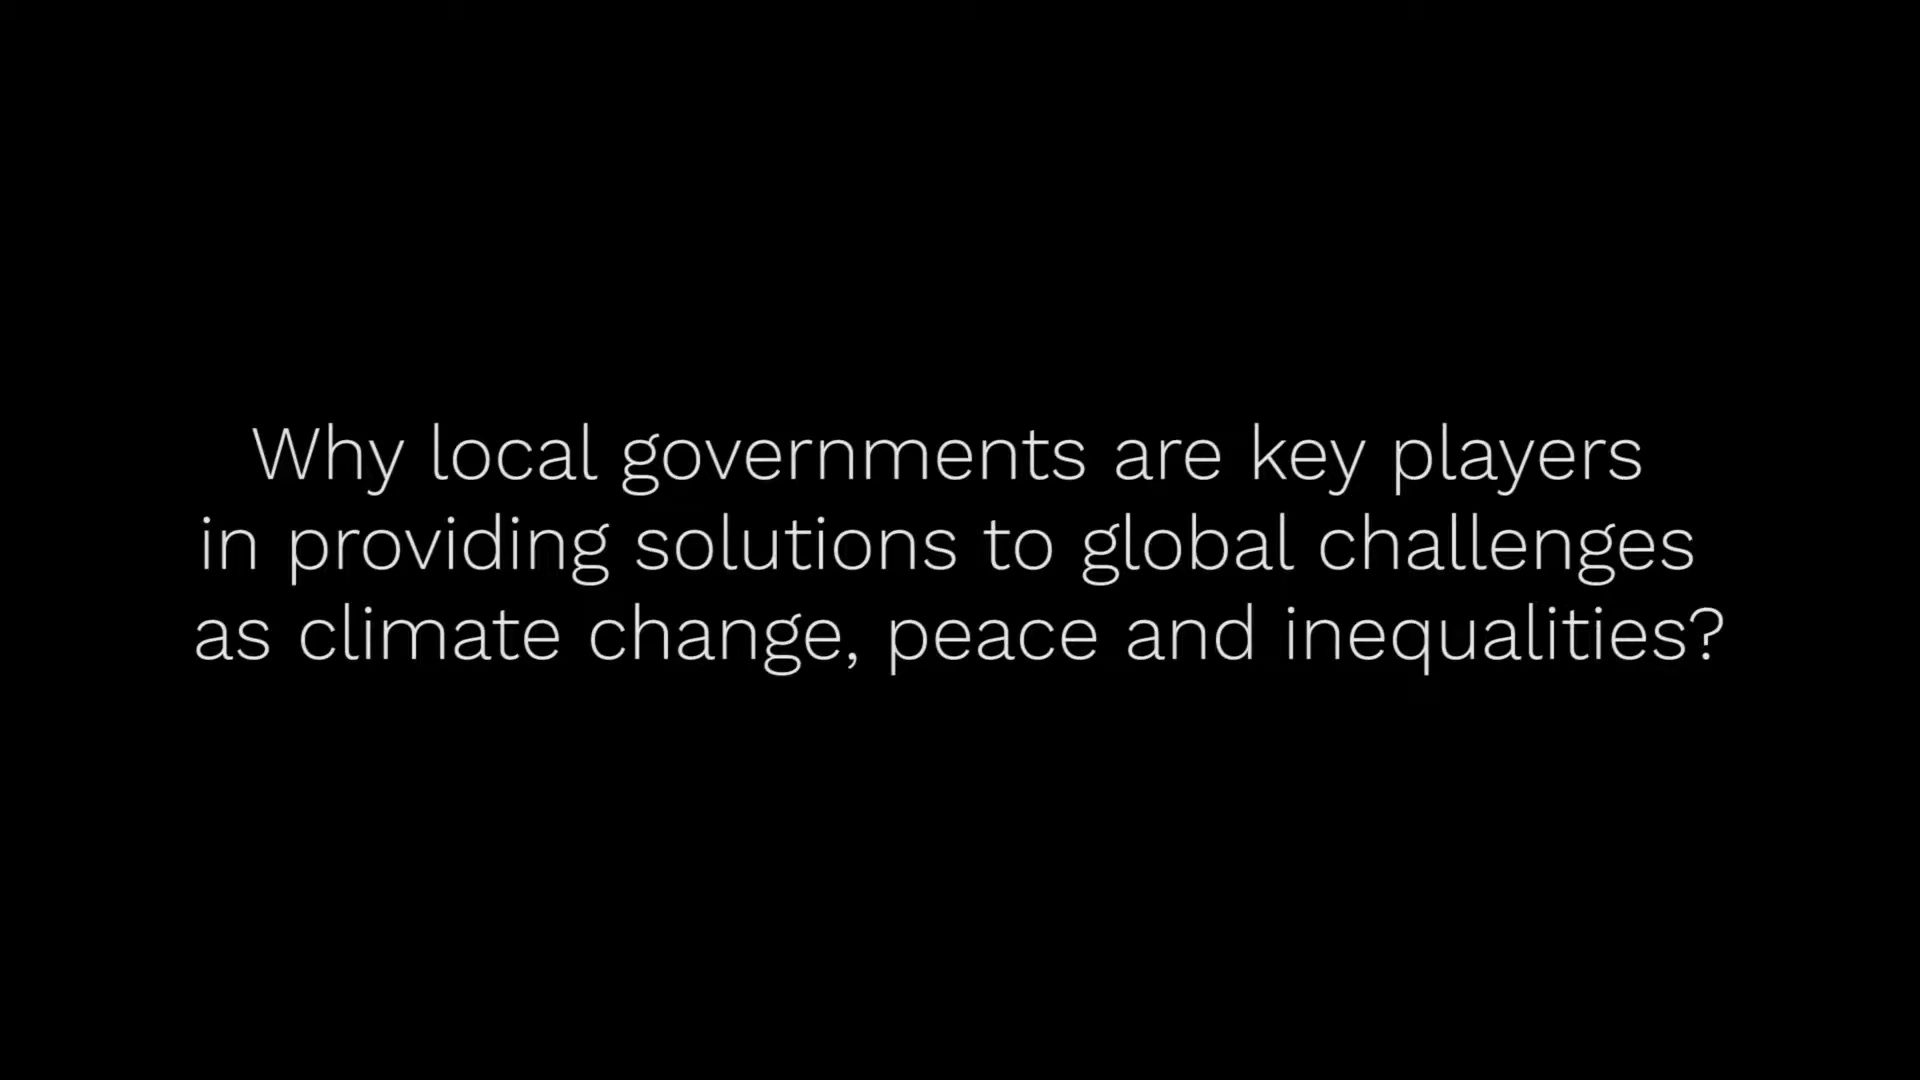 Why local governments are key players
in providing solutions to global challenges
as climate change, peace and inequalities?